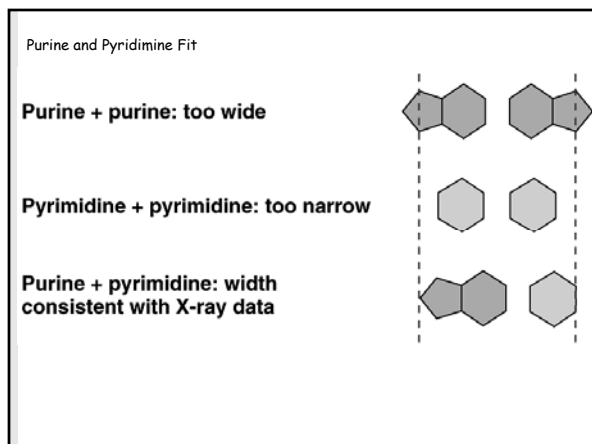 Purine and Pyridimine Fit
Purine + purine: too wide
Pyrimidine + pyrimidine: too narrow
Purine + pyrimidine: width
consistent with X-ray data